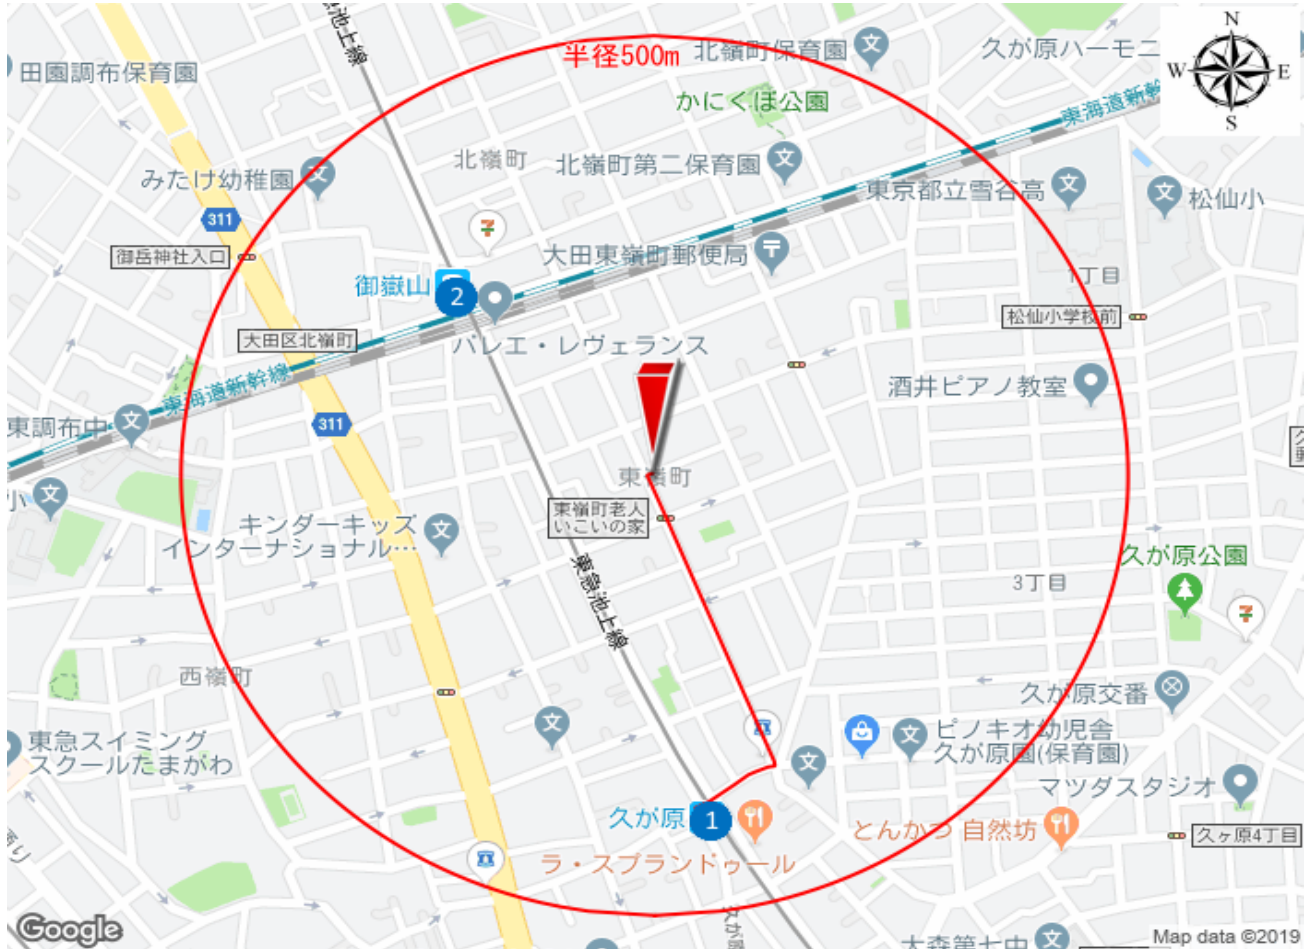 池上線
半径500m
北嶺町保育園
久が原ハーモニ
N
W
E
S
田園調布保育園
かにくぼ公園
東海道新幹
北嶺町
北嶺町第二保育園
みたけ幼稚園
東京都立雪谷高
松仙小
311
7
御岳神社入口
大田東嶺町郵便局
1丁目
御嶽山
2
松仙小学校前
大田区北嶺町
バレエ・レヴェランス
東海道新幹線
酒井ピアノ教室
311
東調布中
東嶺町
小
東嶺町老人
いこいの家
キンダーキッズ
インターナショナル…
久が原公園
東急池上線
3丁目
7
西嶺町
久が原交番
東急スイミング
スクールたまがわ
ピノキオ幼児舎
久が原園(保育園)
マツダスタジオ
久が原
1
とんかつ 自然坊
久ヶ原4丁目
ラ・スプランドゥール
Google
大森第七中
Map data ©2019